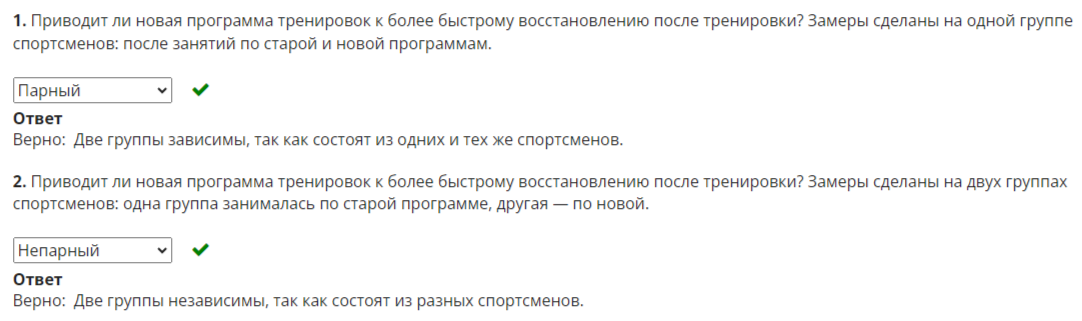 1. Приводит ли новая программа тренировок к более быстрому восстановлению после тренировки? Замеры сделаны на одной группе
спортсменов: после занятий по старой и новой программам.
Парный
Ответ
Верно: Две группы зависимы, так как состоят из одних и тех же спортсменов.
2. Приводит ли новая программа тренировок к более быстрому восстановлению после тренировки? Замеры сделаны на двух группах
спортсменов: одна группа занималась по старой программе, другая — по новой.
Непарный
Ответ
Верно: Две группы независимы, так как состоят из разных спортсменов.